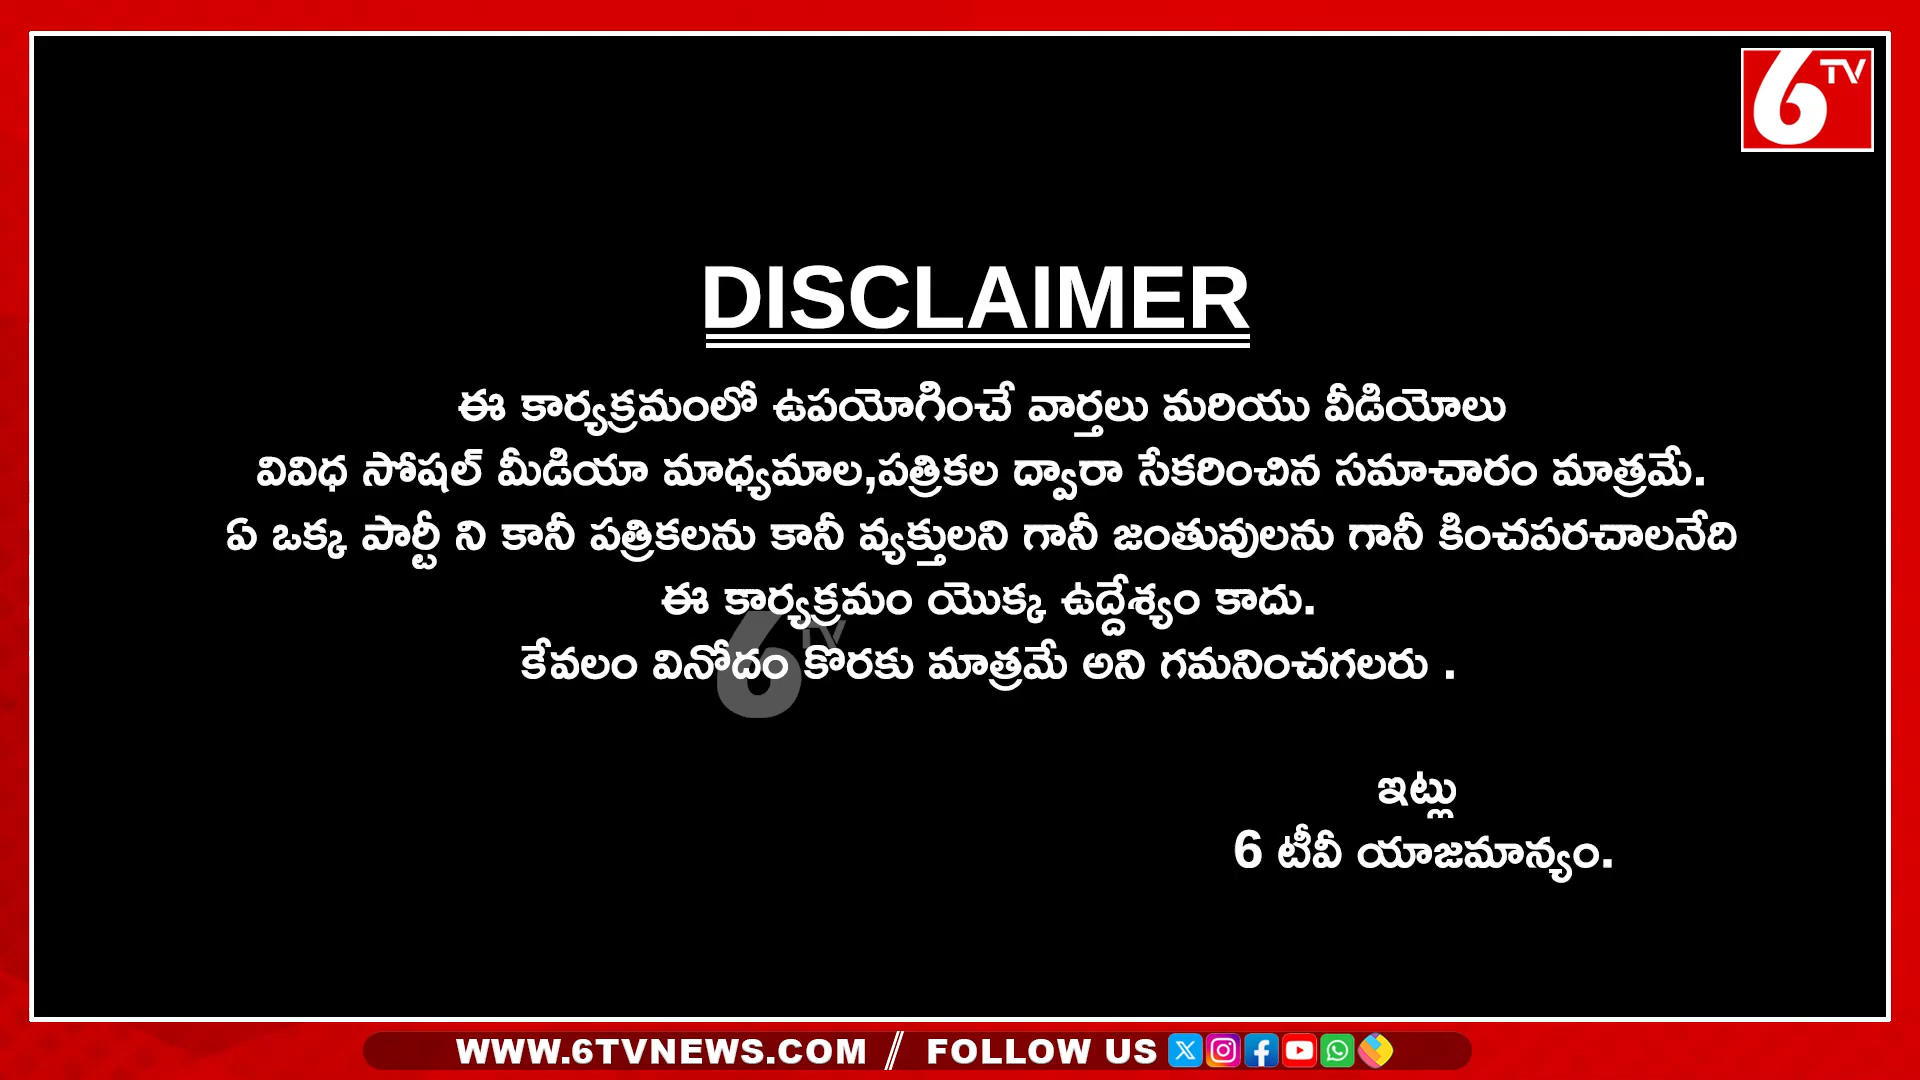 6TV
DISCLAIMER
ఈ కార్యక్రమంలో ఉపయోగించే వార్తలు మరియు వీడియోలు
వివిధ సోషల్ మీడియా మాధ్యమాల,పత్రికల ద్వారా సేకరించిన సమాచారం మాత్రమే.
ఏ ఒక్క పార్టీ ని కానీ పత్రికలను కానీ వ్యక్తులని గానీ జంతువులను గానీ కించపరచాలనేది
ఈ కార్యక్రమం యొక్క ఉద్దేశ్యం కాదు.
కేవలం వినోదం కొరకు మాత్రమే అని గమనించగలరు .
6TV
ఇట్లు
6 టీవీ యాజమాన్యం.
WWW.6TVNEWS.COM // FOLLOW US